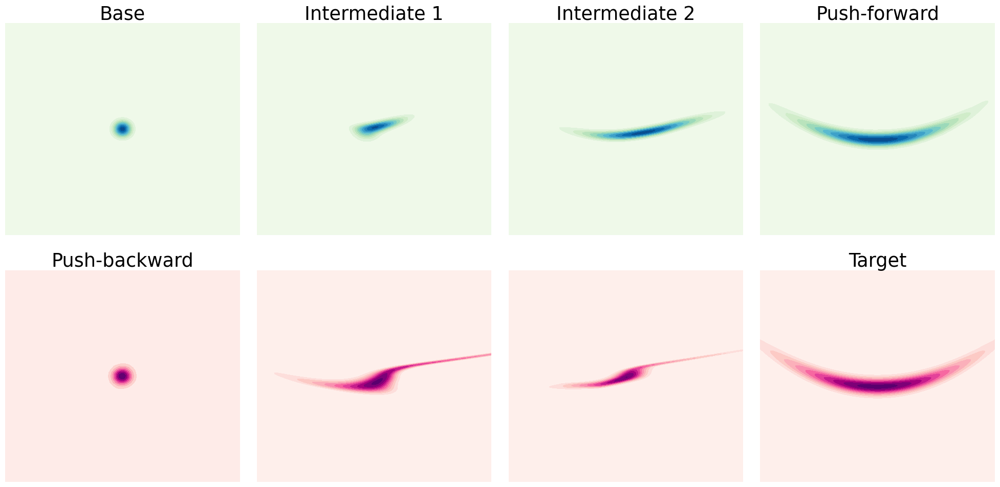 Base
Intermediate 1
Intermediate 2
Push-forward
Push-backward
Target